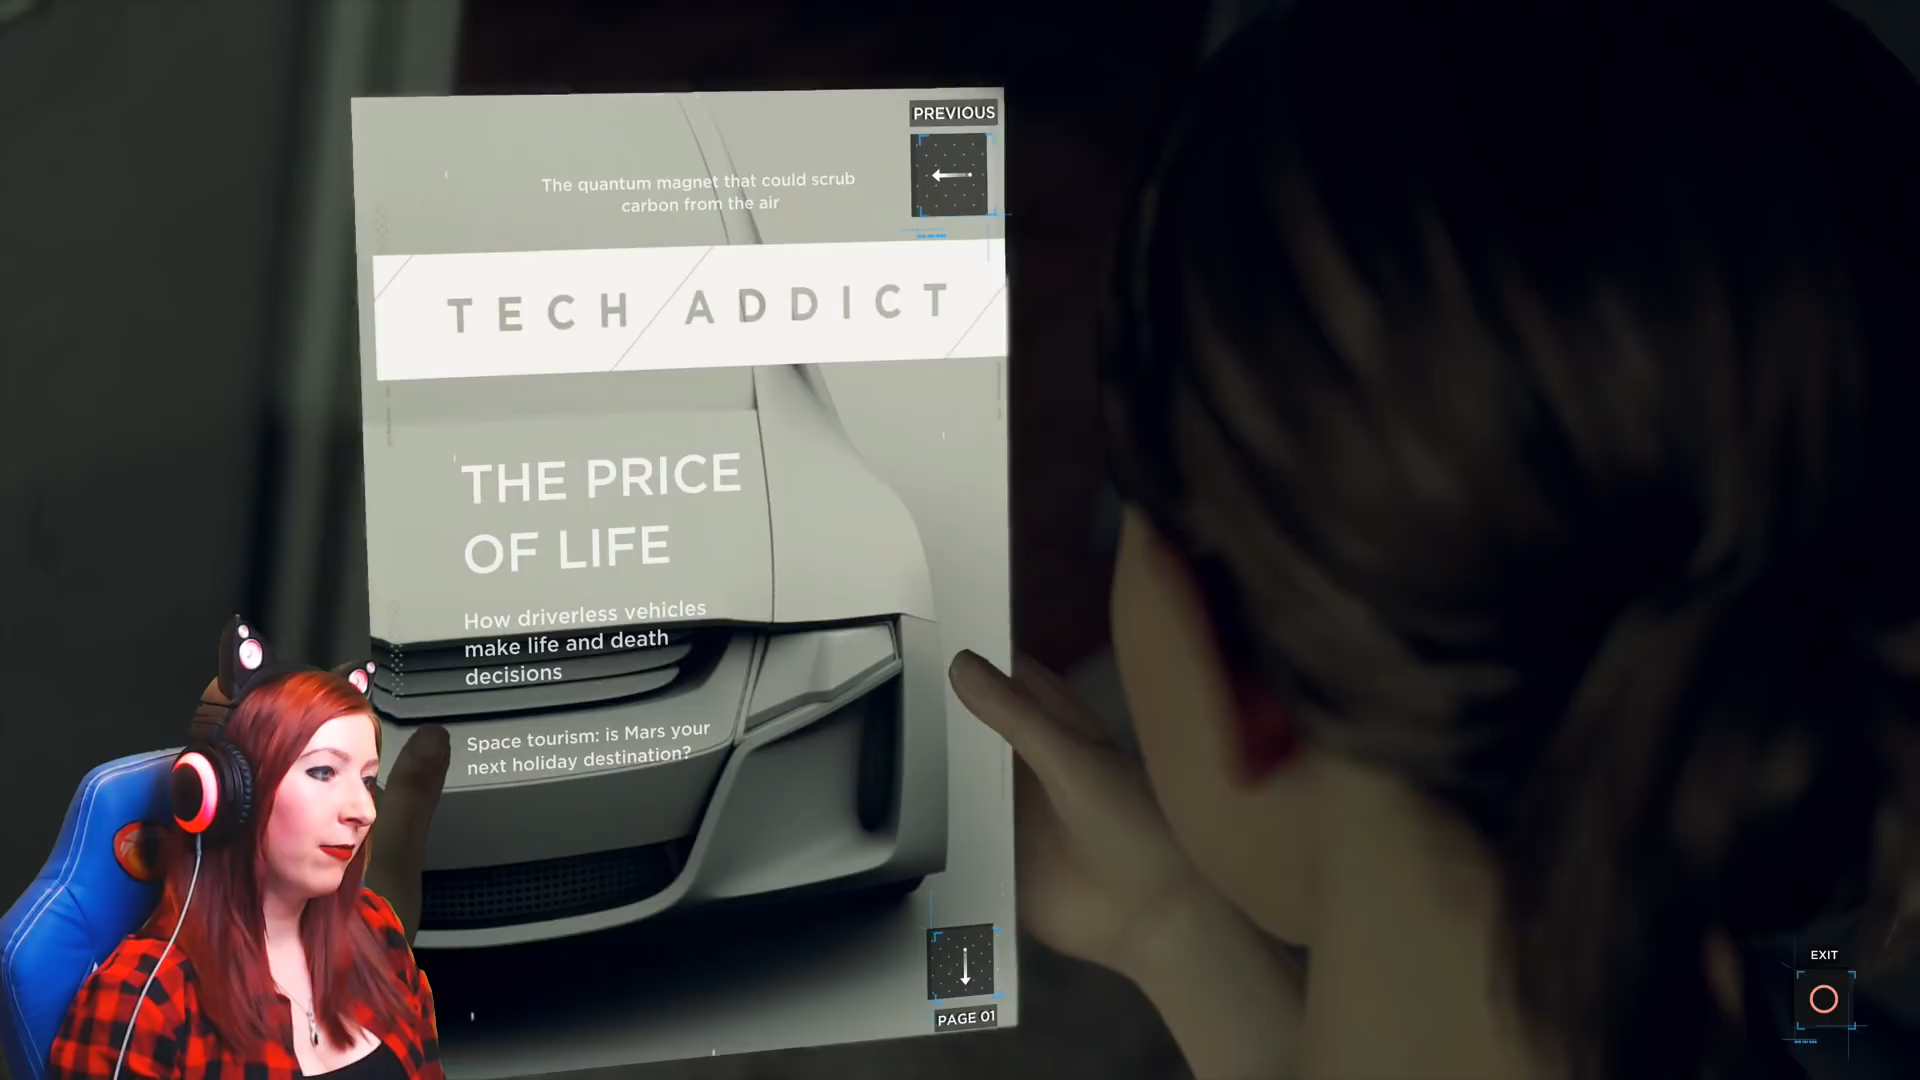 PREVIOUS
The quantum magnet that could scrub
carbon from the air
TECH ADDICT
THE PRICE
OF LIFE
How driverless vehicles
make life and death
decisions
Space tourism: is Mars your
next holiday destination?
PAGE 01
EXIT